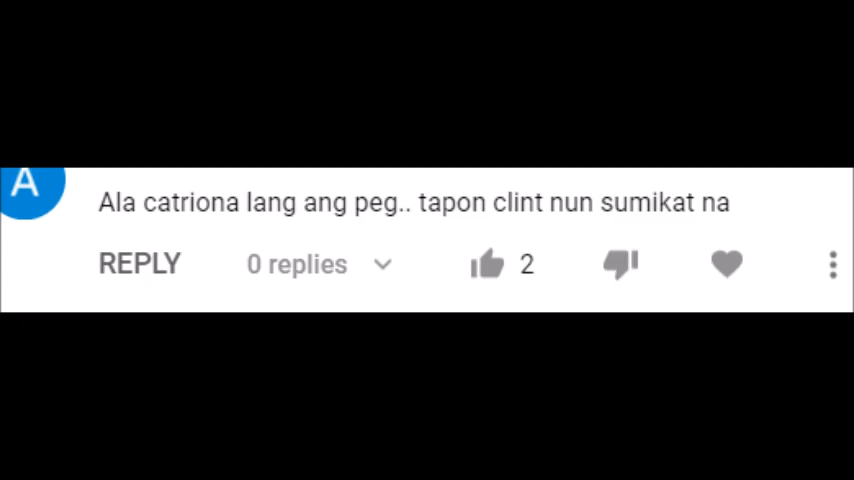 A
Ala catriona lang ang peg.. tapon clint nun sumikat na
REPLY 0 replies 2